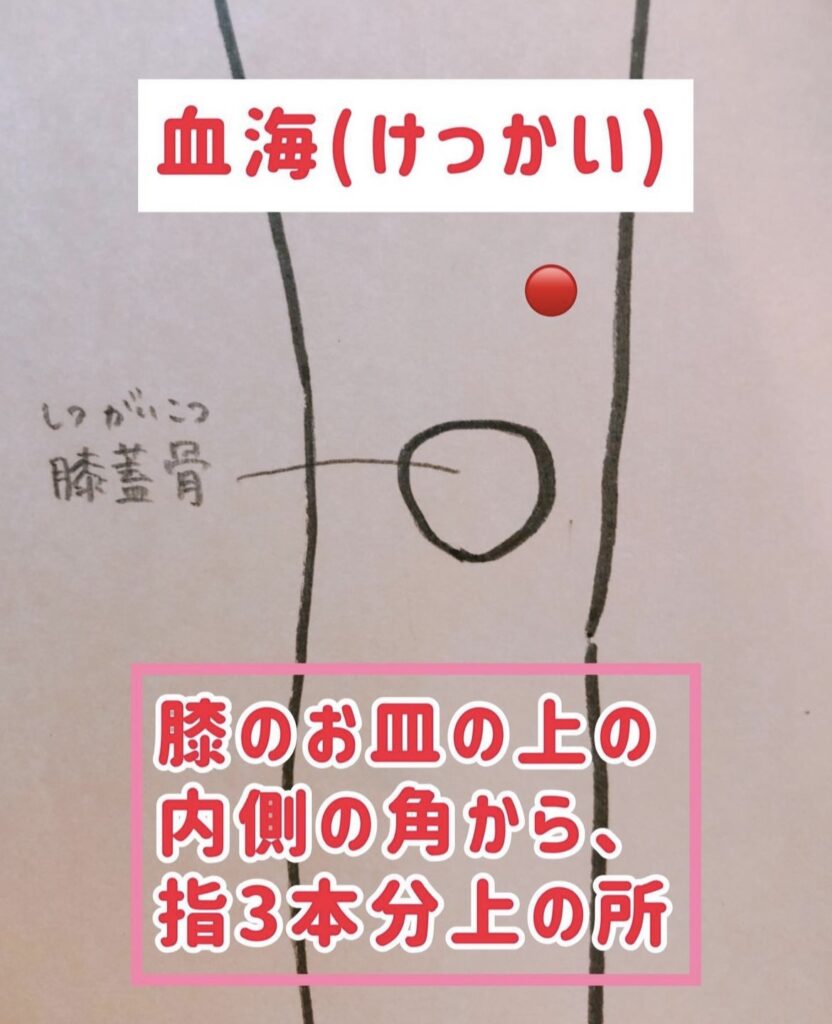 血海(けっかい)
しつがいこつ
膝蓋骨
膝のお皿の上の
内側の角から、
指3本分上の所